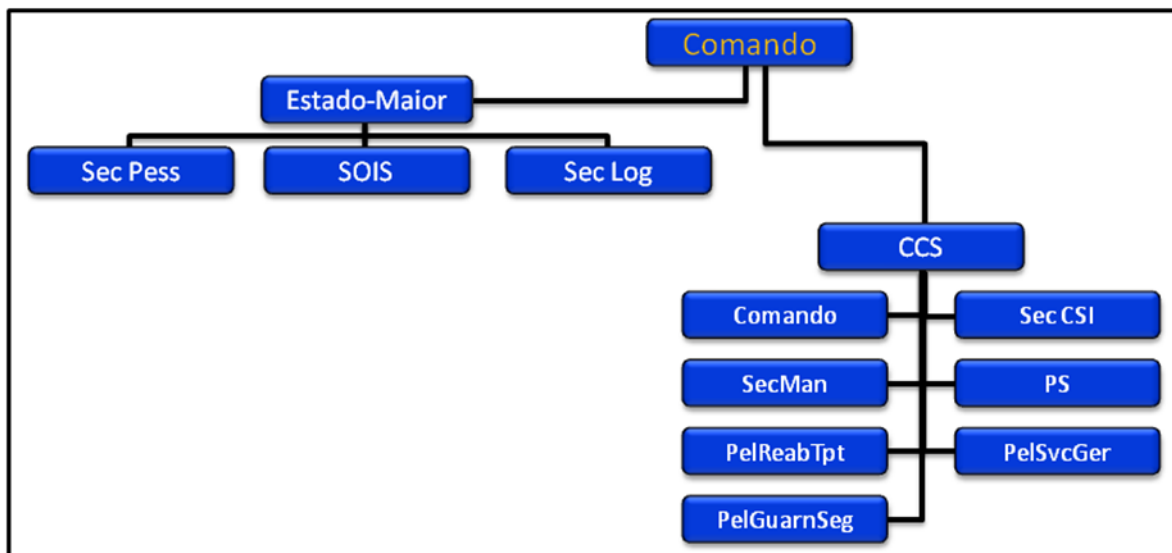 Comando
Estado-Maior
Sec Pess
SOIS
Sec Log
CCS
Comando
Sec CSI
SecMan
PS
PelReabTpt
PelSvcGer
PelGuarnSeg